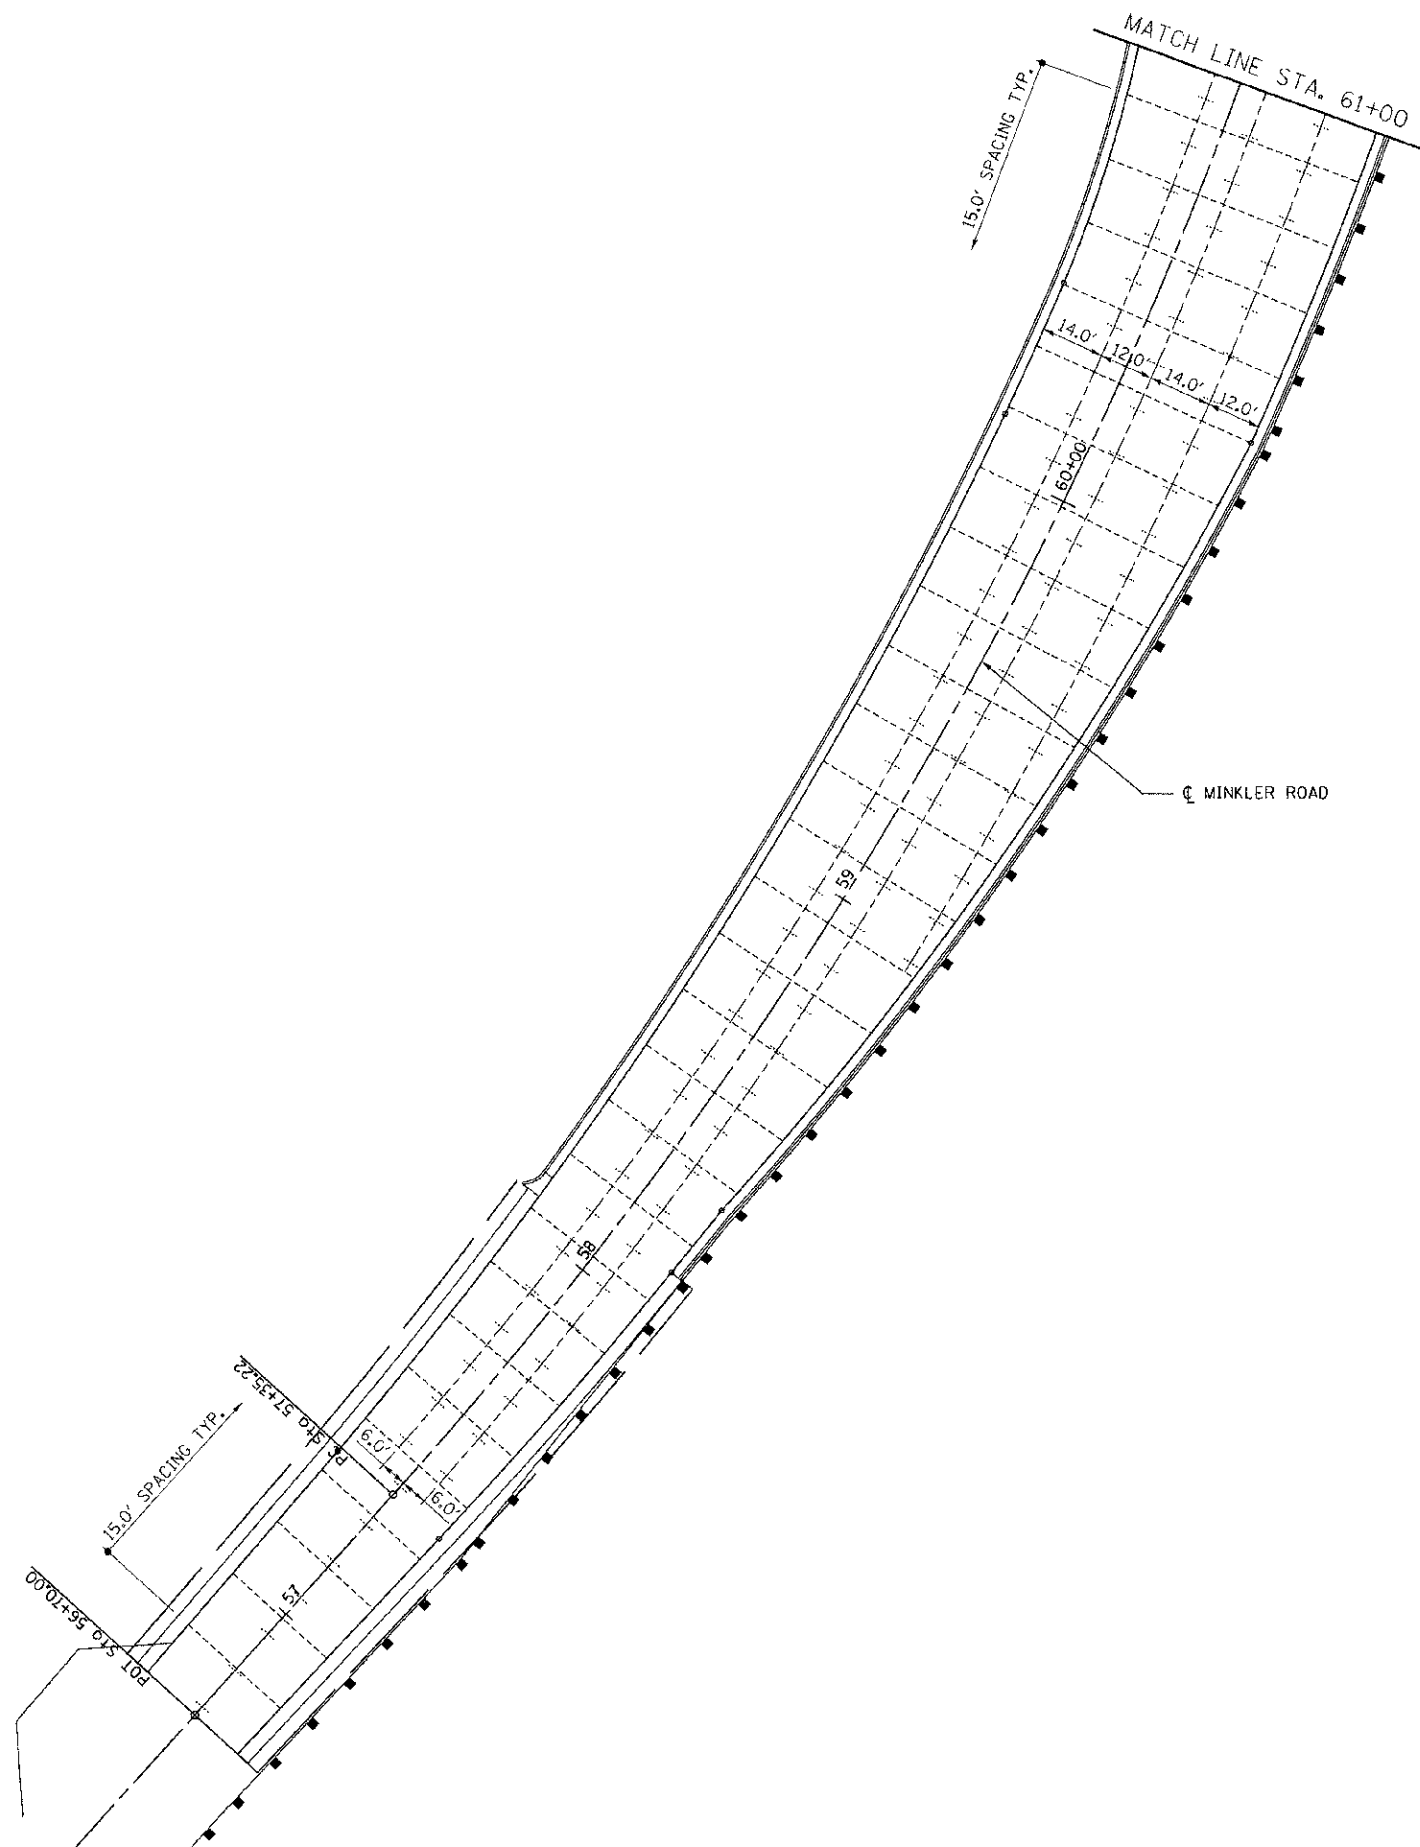 MATCH LINE STA. 61+00
15.0' SPACING TYP.
14.0'
12.0'
14.0'
12.0'
60+00
℄ MINKLER ROAD
59
58
PC Sta 57+35.22
6.0'
6.0'
15.0' SPACING TYP.
57
POT Sta 56+70.00